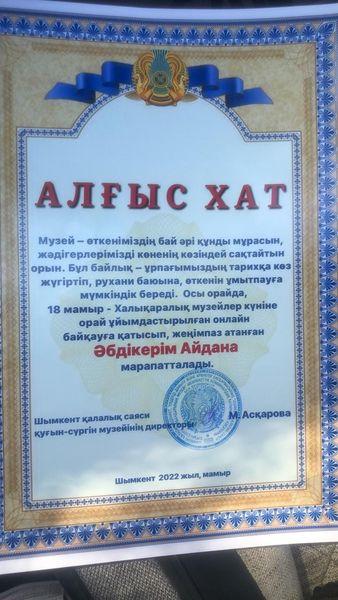 АЛҒЫС ХАТ
Музей – өткеніміздің бай әрі құнды мұрасын,
жәдігерлерімізді көненің көзіндей сақтайтын
орын. Бұл байлық – ұрпағымыздың тарихқа көз
жүгіртіп, рухани баюына, өткенін ұмытпауға
мүмкіндік береді. Осы орайда,
18 мамыр - Халықаралық музейлер күніне
орай ұйымдастырылған онлайн
байқауға қатысып, жеңімпаз атанған
Әбдікерім Айдана
марапатталады.
Шымкент қалалық саяси
қуғын-сүргін музейінің директоры
М.Асқарова
Шымкент 2022 жыл, мамыр